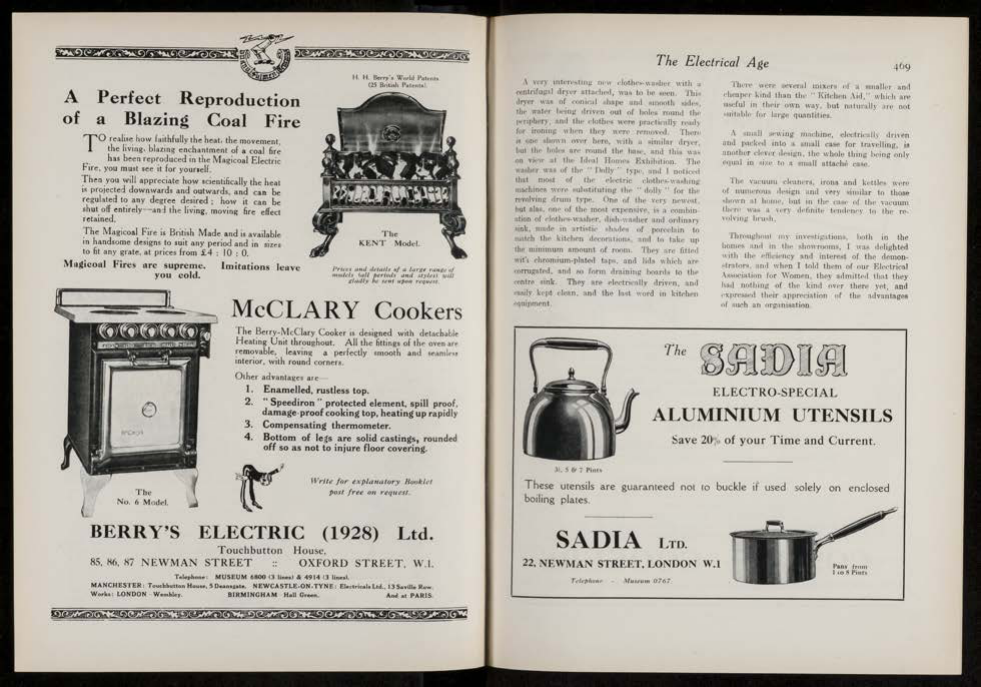 H. H. Berry's World Patents
(25 British Patents).
A Perfect Reproduction
of a Blazing Coal Fire
TO realise how faithfully the heat, the movement,
the living, blazing enchantment of a coal fire
has been reproduced in the Magicoal Electric
Fire, you must see it for yourself.
Then you will appreciate how scientifically the heat
is projected downwards and outwards, and can be
regulated to any degree desired; how it can be
shut off entirely—and the living, moving fire effect
retained.
The Magicoal Fire is British Made and is available
in handsome designs to suit any period and in sizes
to fit any grate, at prices from £4 : 10 : 0.
Magicoal Fires are supreme. Imitations leave
you cold.
The
KENT Model.
Prices and details of a large range of
models (all periods and styles) will
gladly be sent upon request.
McCLARY Cookers
The Berry-McClary Cooker is designed with detachable
Heating Unit throughout. All the fittings of the oven are
removable, leaving a perfectly smooth and seamless
interior, with round corners.
Other advantages are—
1. Enamelled, rustless top.
2. "Speediron" protected element, spill proof,
damage-proof cooking top, heating up rapidly
3. Compensating thermometer.
4. Bottom of legs are solid castings, rounded
off so as not to injure floor covering.
Write for explanatory Booklet
post free on request.
The
No. 6 Model.
BERRY'S ELECTRIC (1928) Ltd.
Touchbutton House,
85, 86, 87 NEWMAN STREET :: OXFORD STREET, W.1.
Telephone: MUSEUM 6800 (3 lines) & 4914 (3 lines).
MANCHESTER: Touchbutton House, 5 Deansgate. NEWCASTLE-ON-TYNE: Electricals Ltd., 13 Saville Row.
Works: LONDON - Wembley. BIRMINGHAM - Hall Green. And at PARIS.
The Electrical Age 469
A very interesting new clothes-washer with a
centrifugal dryer attached, was to be seen. This
dryer was of conical shape and smooth sides,
the water being driven out of holes round the
periphery, and the clothes were practically ready
for ironing when they were removed. There
is one shown over here, with a similar dryer,
but the holes are round the base, and this was
on view at the Ideal Homes Exhibition. The
washer was of the "Dolly" type, and I noticed
that most of the electric clothes-washing
machines were substituting the "dolly" for the
revolving drum type. One of the very newest,
but also, one of the most expensive, is a combin-
ation of clothes-washer, dish-washer and ordinary
sink, made in artistic shades of porcelain to
match the kitchen decorations, and to take up
the minimum amount of room. They are fitted
with chromium-plated taps, and lids which are
corrugated, and so form draining boards to the
centre sink. They are electrically driven, and
easily kept clean, and the last word in kitchen
equipment.
There were several mixers of a smaller and
cheaper kind than the "Kitchen Aid," which are
useful in their own way, but naturally are not
suitable for large quantities.
A small sewing machine, electrically driven
and packed into a small case for travelling, is
another clever design, the whole thing being only
equal in size to a small attaché case.
The vacuum cleaners, irons and kettles were
of numerous design and very similar to those
shown at home, but in the case of the vacuum
there was a very definite tendency to the re-
volving brush.
Throughout my investigations, both in the
homes and in the showrooms, I was delighted
with the efficiency and interest of the demon-
strators, and when I told them of our Electrical
Association for Women, they admitted that they
had nothing of the kind over there yet, and
expressed their appreciation of the advantages
of such an organisation.
The SADIA
ELECTRO-SPECIAL
ALUMINIUM UTENSILS
Save 20% of your Time and Current.
3½, 5 & 7 Pints
These utensils are guaranteed not to buckle if used solely on enclosed
boiling plates.
SADIA LTD.
22, NEWMAN STREET, LONDON W.1
Telephone - Museum 0767.
Pans from
1 to 8 Pints